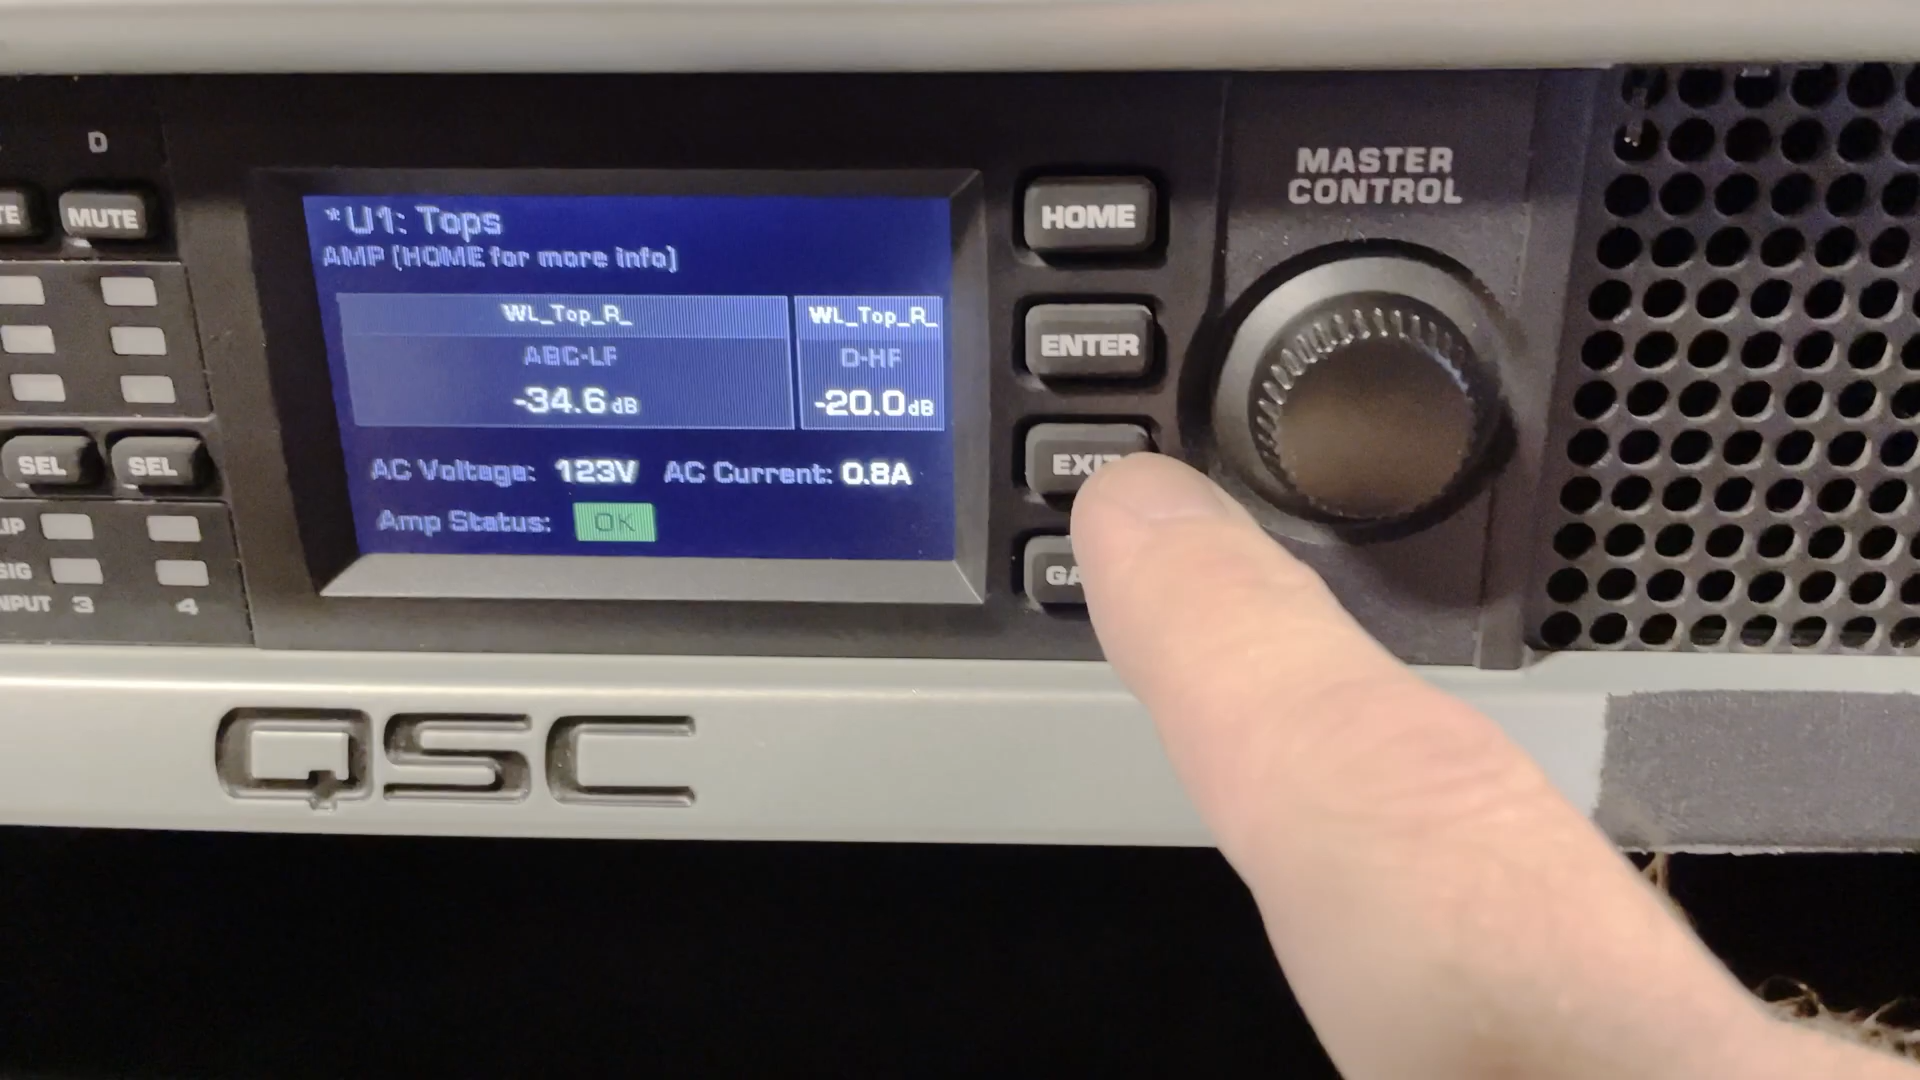 D
MUTE
*U1: Tops
AMP (HOME for more info)
WL_Top_R_
WL_Top_R_
ABC-LF
D-HF
-34.6 dB
-20.0 dB
AC Voltage: 123V AC Current: 0.8A
Amp Status: OK
HOME
ENTER
EXIT
MASTER
CONTROL
SEL
SEL
3
4
QSC